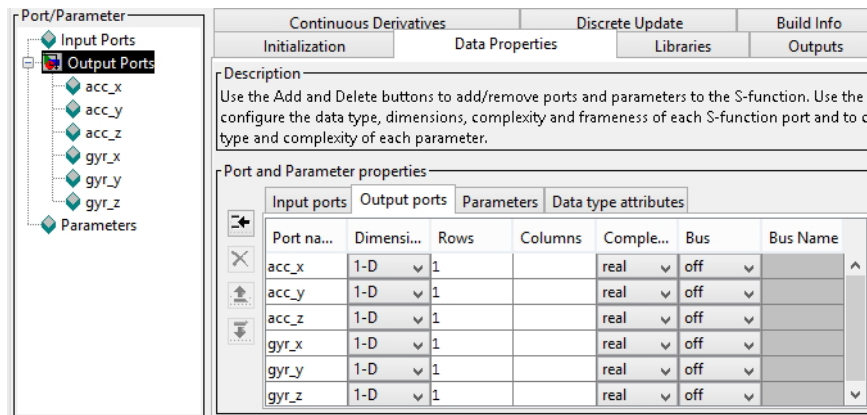 Port/Parameter
Input Ports
Output Ports
acc_x
acc_y
acc_z
gyr_x
gyr_y
gyr_z
Parameters
Continuous Derivatives Discrete Update Build Info
Initialization Data Properties Libraries Outputs
Description
Use the Add and Delete buttons to add/remove ports and parameters to the S-function. Use the
configure the data type, dimensions, complexity and frameness of each S-function port and to c
type and complexity of each parameter.
Port and Parameter properties
Input ports Output ports Parameters Data type attributes
Port na... Dimensi... Rows Columns Comple... Bus Bus Name
acc_x 1-D 1 real off
acc_y 1-D 1 real off
acc_z 1-D 1 real off
gyr_x 1-D 1 real off
gyr_y 1-D 1 real off
gyr_z 1-D 1 real off